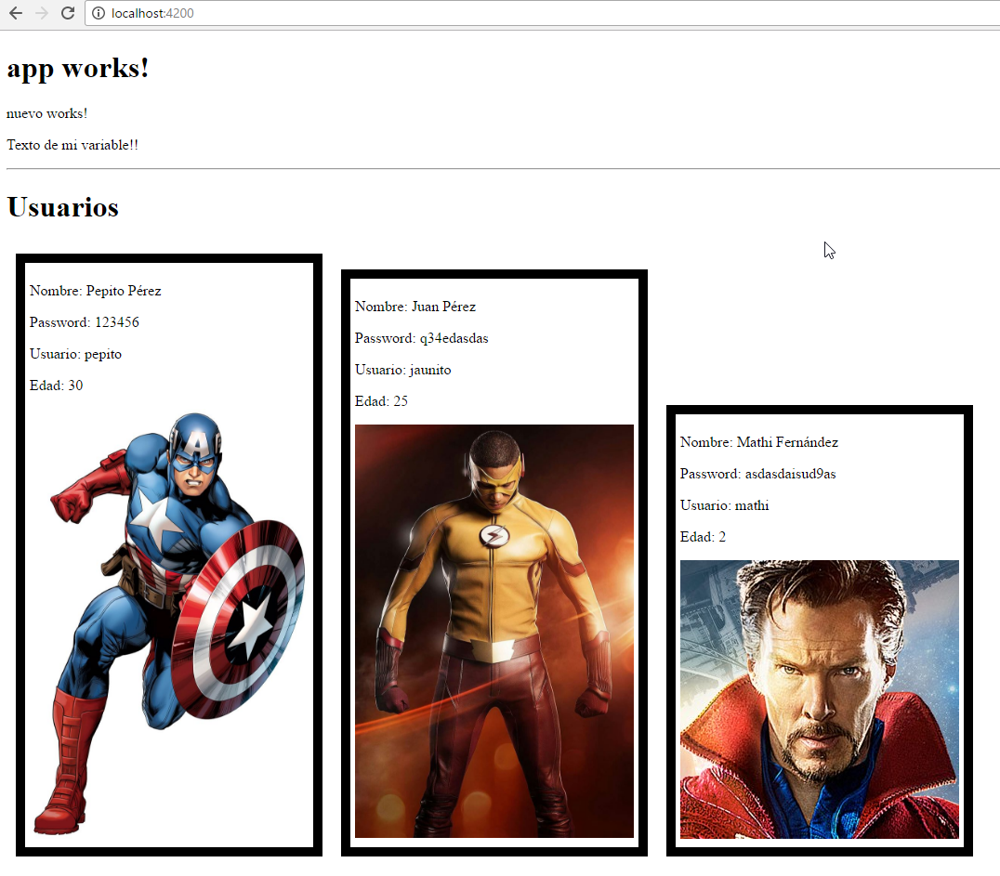 localhost:4200
app works!
nuevo works!
Texto de mi variable!!
Usuarios
Nombre: Pepito Pérez
Password: 123456
Usuario: pepito
Edad: 30
A
Nombre: Juan Pérez
Password: q34edasdas
Usuario: jaunito
Edad: 25
Nombre: Mathi Fernández
Password: asdasdaisud9as
Usuario: mathi
Edad: 2